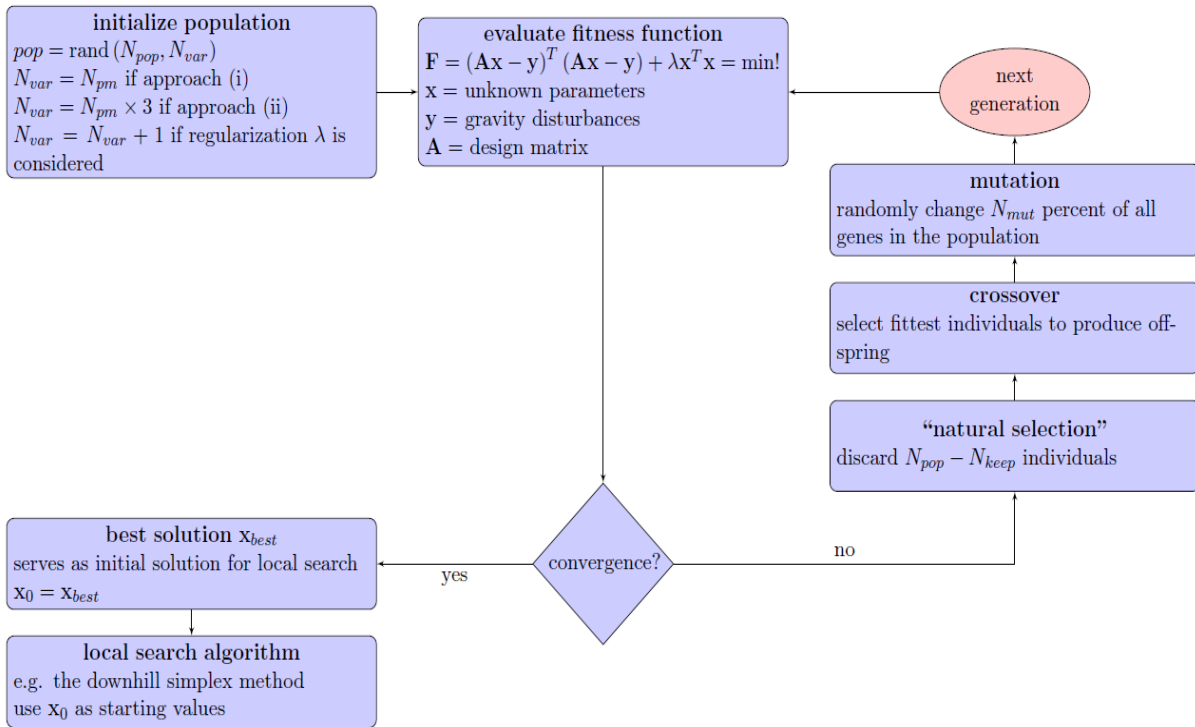 initialize population
pop = rand (N_pop, N_var)
N_var = N_pm if approach (i)
N_var = N_pm × 3 if approach (ii)
N_var = N_var + 1 if regularization λ is
considered
evaluate fitness function
F = (Ax − y)^T (Ax − y) + λx^T x = min!
x = unknown parameters
y = gravity disturbances
A = design matrix
next
generation
mutation
randomly change N_mut percent of all
genes in the population
crossover
select fittest individuals to produce off-
spring
“natural selection”
discard N_pop − N_keep individuals
convergence?
no
yes
best solution x_best
serves as initial solution for local search
x_0 = x_best
local search algorithm
e.g. the downhill simplex method
use x_0 as starting values